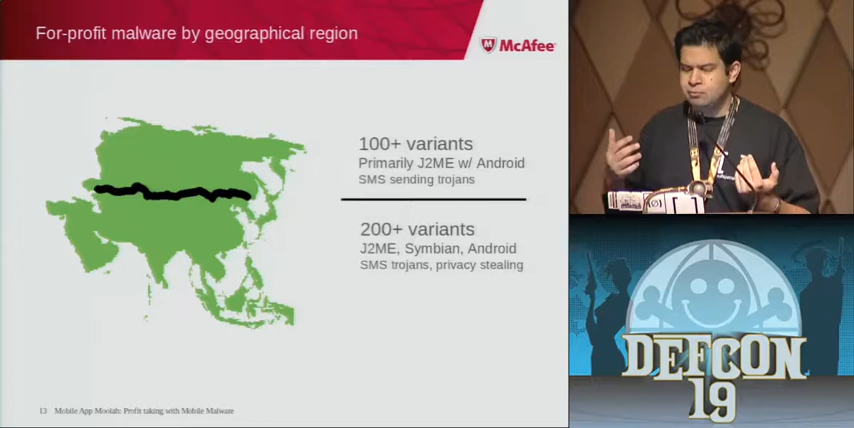 For-profit malware by geographical region
McAfee
100+ variants
Primarily J2ME w/ Android
SMS sending trojans
200+ variants
J2ME, Symbian, Android
SMS trojans, privacy stealing
13 Mobile App Moolah: Profit taking with Mobile Malware
DEFCON
19